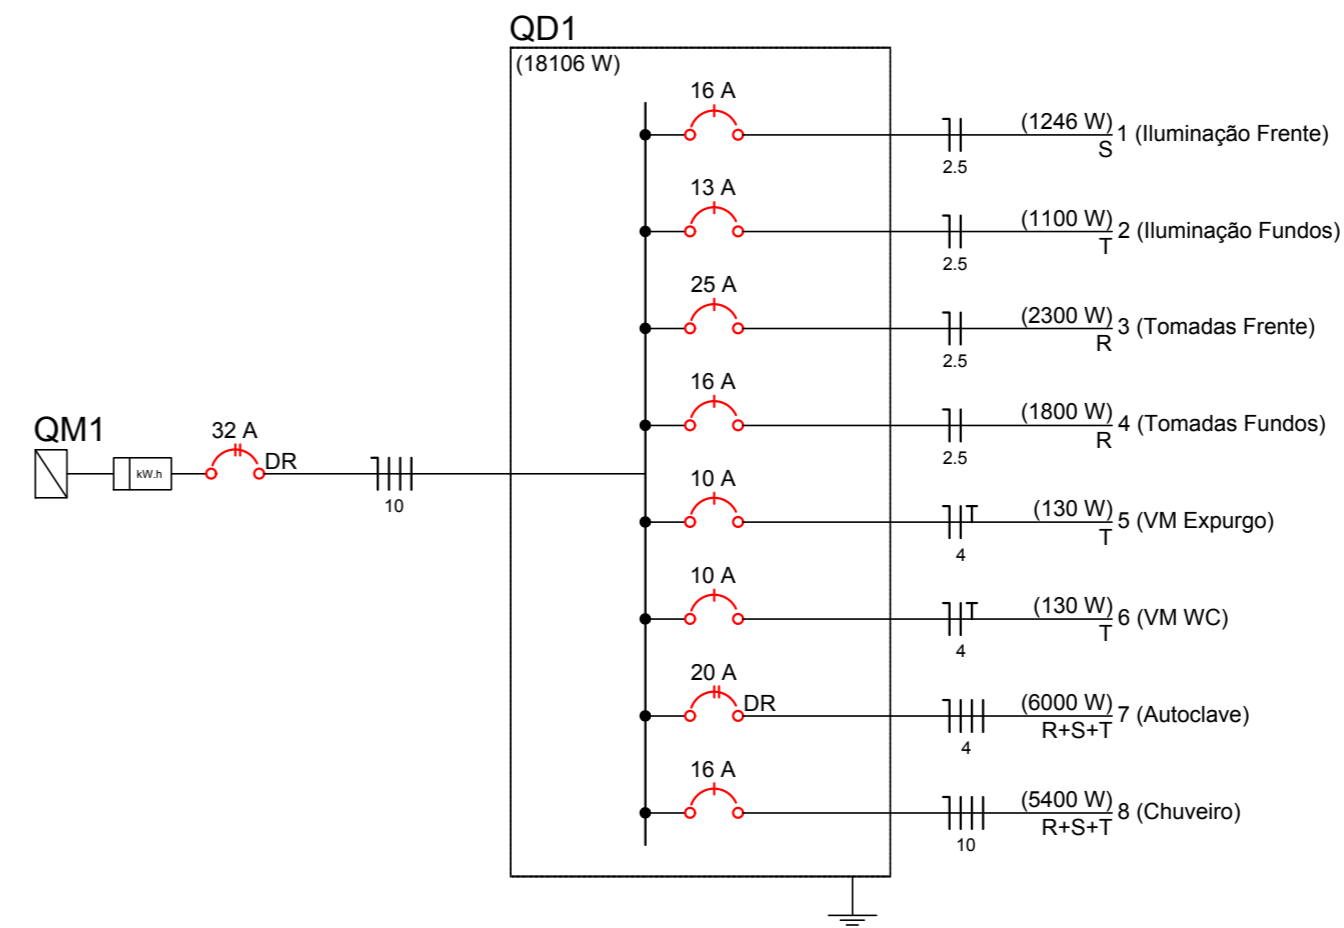 QD1
(18106 W)
16 A
(1246 W)
1 (Iluminação Frente)
S
2.5
13 A
(1100 W)
2 (Iluminação Fundos)
T
2.5
25 A
(2300 W)
3 (Tomadas Frente)
R
2.5
16 A
(1800 W)
4 (Tomadas Fundos)
R
2.5
QM1
32 A
DR
kW.h
10
10 A
(130 W)
5 (VM Expurgo)
T
4
10 A
(130 W)
6 (VM WC)
T
4
20 A
DR
(6000 W)
7 (Autoclave)
R+S+T
4
16 A
(5400 W)
8 (Chuveiro)
R+S+T
10